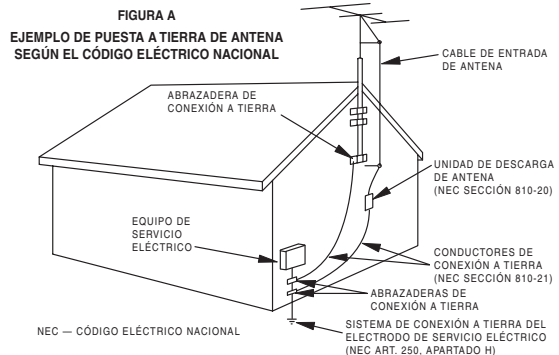 FIGURA A
EJEMPLO DE PUESTA A TIERRA DE ANTENA
SEGÚN EL CÓDIGO ELÉCTRICO NACIONAL
CABLE DE ENTRADA
DE ANTENA
ABRAZADERA DE
CONEXIÓN A TIERRA
UNIDAD DE DESCARGA
DE ANTENA
(NEC SECCIÓN 810-20)
EQUIPO DE
SERVICIO
ELÉCTRICO
CONDUCTORES DE
CONEXIÓN A TIERRA
(NEC SECCIÓN 810-21)
ABRAZADERAS DE
CONEXIÓN A TIERRA
NEC — CÓDIGO ELÉCTRICO NACIONAL
SISTEMA DE CONEXIÓN A TIERRA DEL
ELECTRODO DE SERVICIO ELÉCTRICO
(NEC ART. 250, APARTADO H)